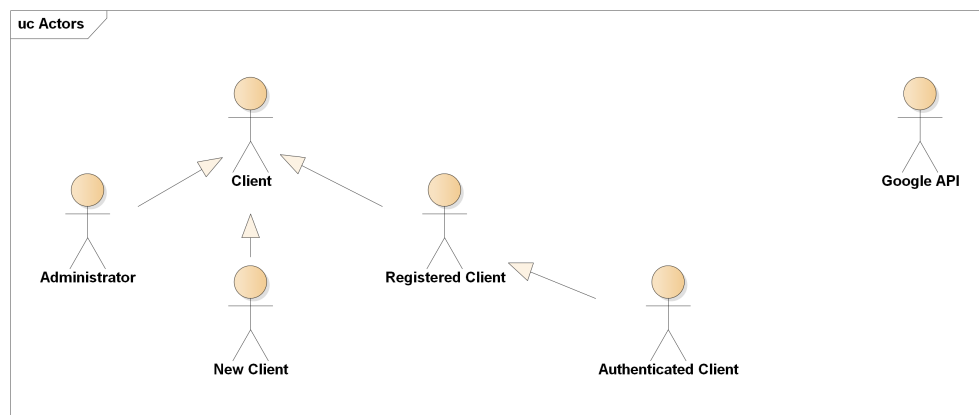 uc Actors
Client
Google API
Administrator
Registered Client
New Client
Authenticated Client